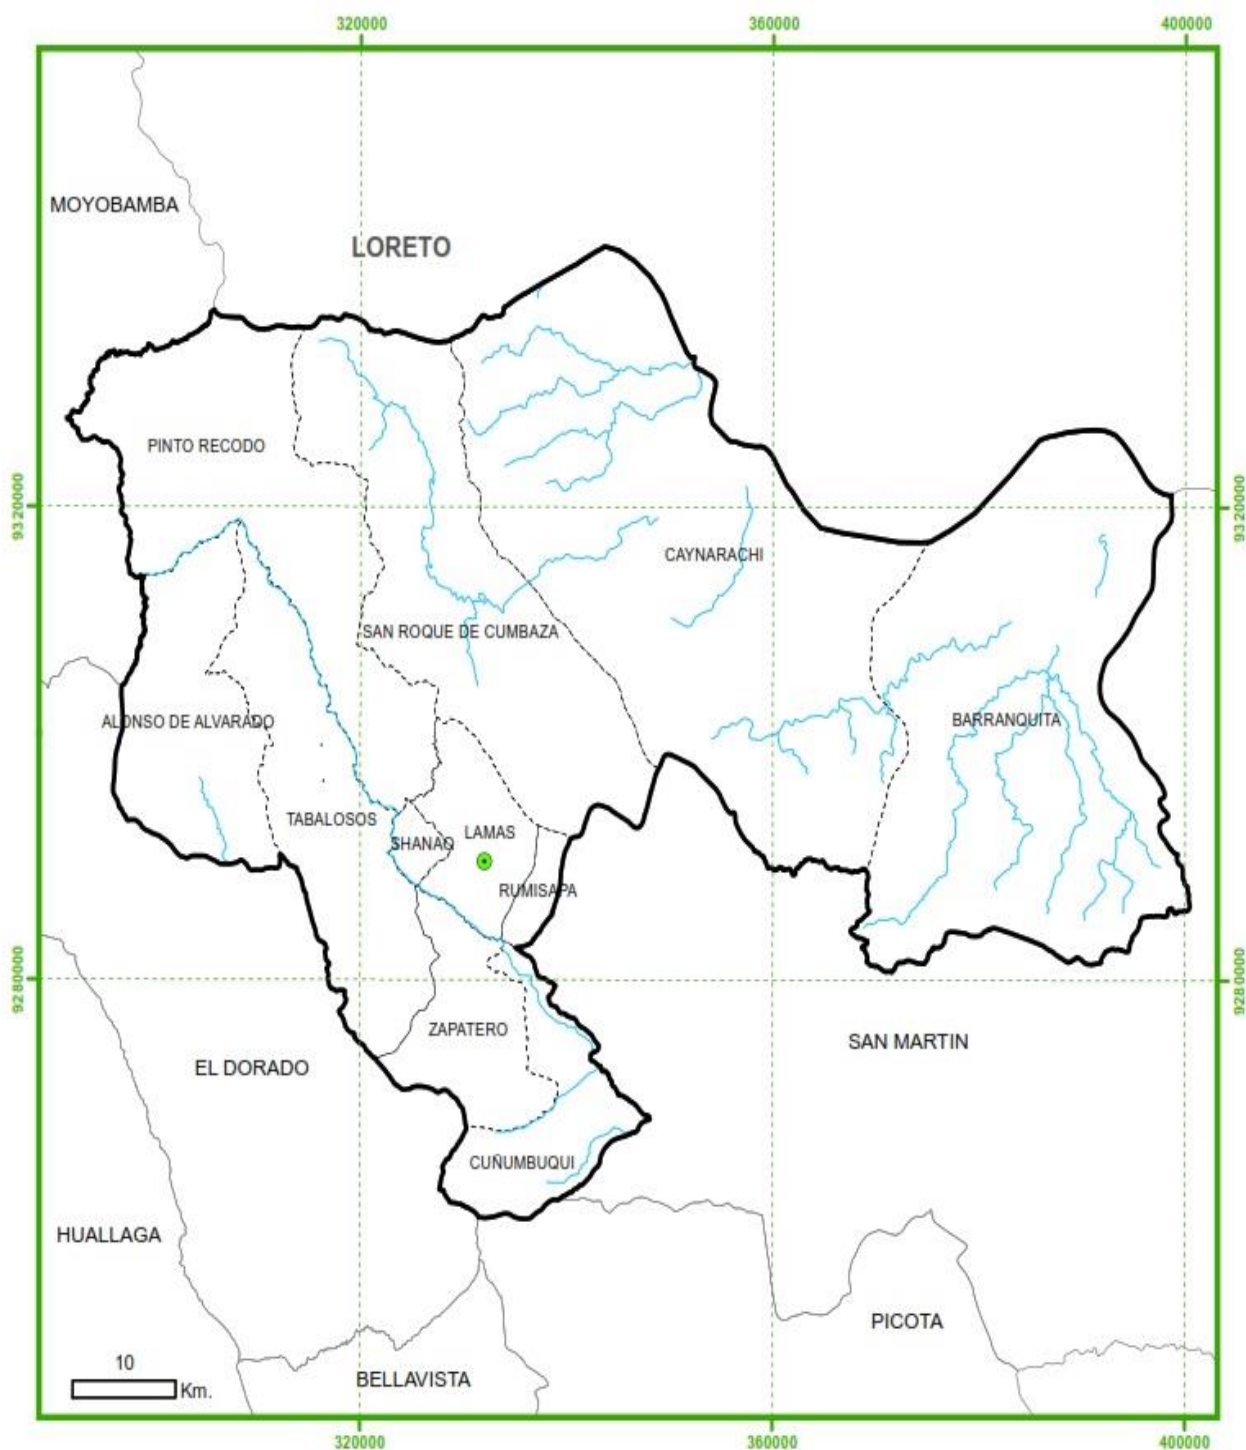 320000
360000
400000
MOYOBAMBA
LORETO
PINTO RECODO
9320000
9320000
CAYNARACHI
SAN ROQUE DE CUMBAZA
ALONSO DE ALVARADO
BARRANQUITA
TABALOSOS
LAMAS
SHANAO
RUMISAPA
9280000
9280000
ZAPATERO
SAN MARTIN
EL DORADO
CUÑUMBUQUI
HUALLAGA
PICOTA
10
Km.
BELLAVISTA
320000
360000
400000